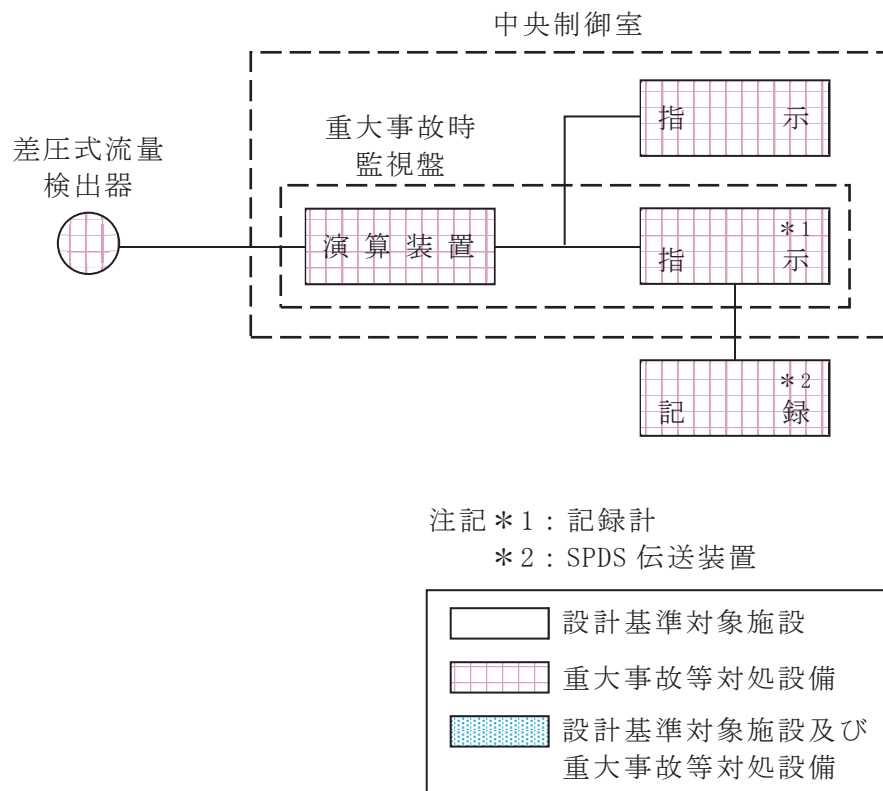 中央制御室
指示
重大事故時
監視盤
差圧式流量
検出器
演算装置
＊1
指示
＊2
記録
注記＊1：記録計
＊2：SPDS 伝送装置
設計基準対象施設
重大事故等対処設備
設計基準対象施設及び
重大事故等対処設備